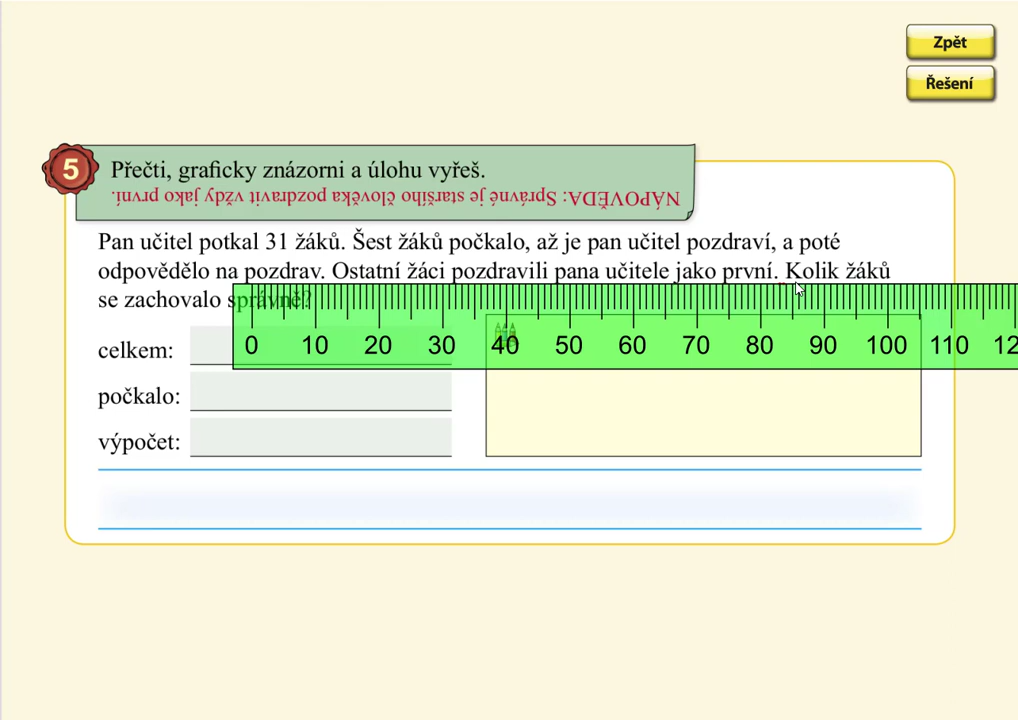 Zpět
Řešení
5 Přečti, graficky znázorni a úlohu vyřeš.
NÁPOVĚDA: Správně je staršího člověka pozdravit vždy jako první.
Pan učitel potkal 31 žáků. Šest žáků počkalo, až je pan učitel pozdraví, a poté
odpovědělo na pozdrav. Ostatní žáci pozdravili pana učitele jako první. Kolik žáků
se zachovalo správně?
celkem:
0 10 20 30 40 50 60 70 80 90 100 110 12
počkalo:
výpočet: